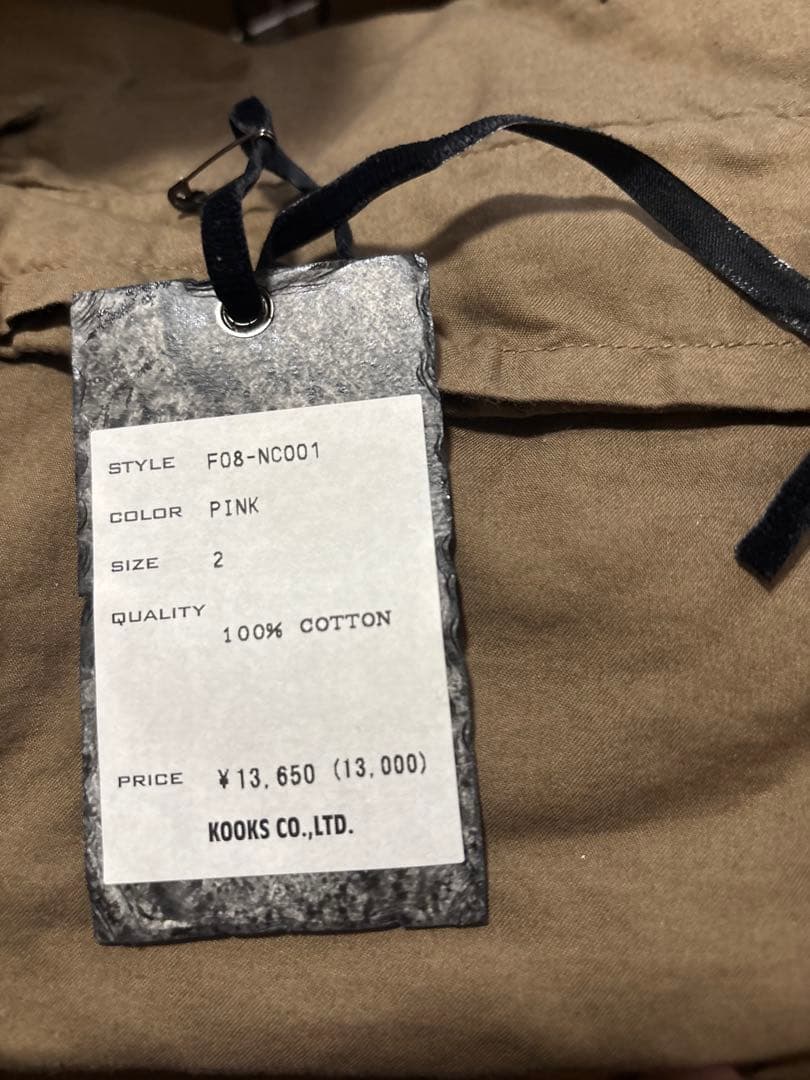 STYLE F08-NC001
COLOR PINK
SIZE 2
QUALITY
100% COTTON
PRICE ¥13,650 (13,000)
KOOKS CO.,LTD.